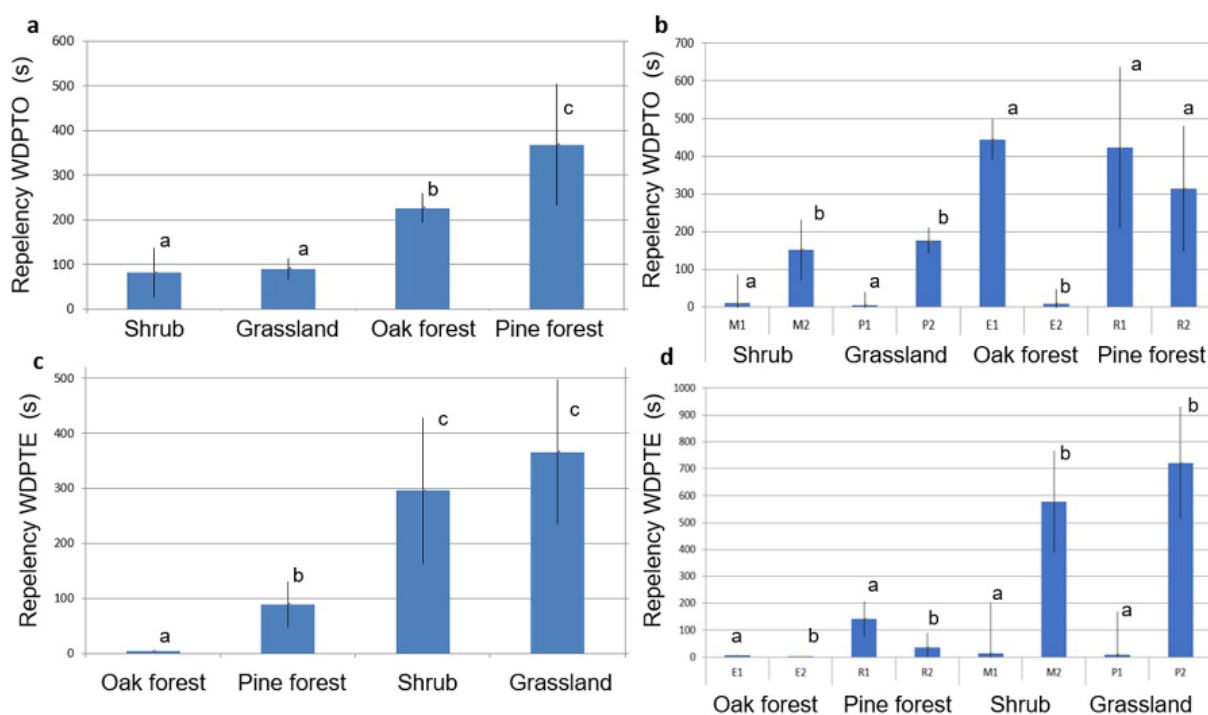 a
Repelency WDPTO (s)
600
500
400
300
200
100
0
a
a
b
c
Shrub Grassland Oak forest Pine forest
b
Repelency WDPTO (s)
700
600
500
400
300
200
100
0
a
b
a
b
a
b
a
a
M1 M2 P1 P2 E1 E2 R1 R2
Shrub Grassland Oak forest Pine forest
c
Repelency WDPTE (s)
500
400
300
200
100
0
a
b
c
c
Oak forest Pine forest Shrub Grassland
d
Repelency WDPTE (s)
1000
900
800
700
600
500
400
300
200
100
0
a
b
a
b
a
b
a
b
E1 E2 R1 R2 M1 M2 P1 P2
Oak forest Pine forest Shrub Grassland